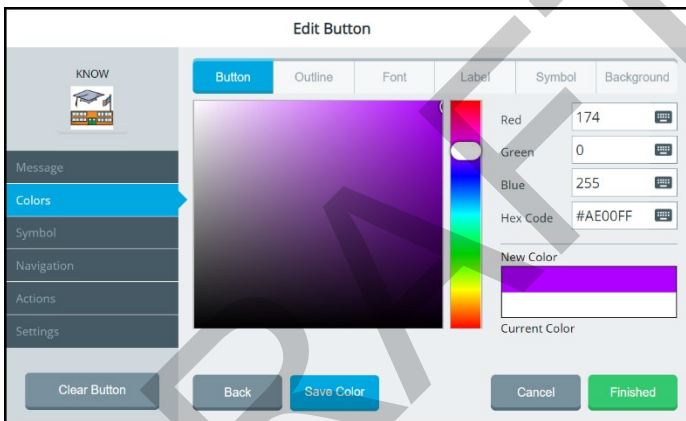 Edit Button
KNOW
Message
Colors
Symbol
Navigation
Actions
Settings
Clear Button
Button Outline Font Label Symbol Background
Red 174
Green 0
Blue 255
Hex Code #AE00FF
New Color
Current Color
Back Save Color Cancel Finished